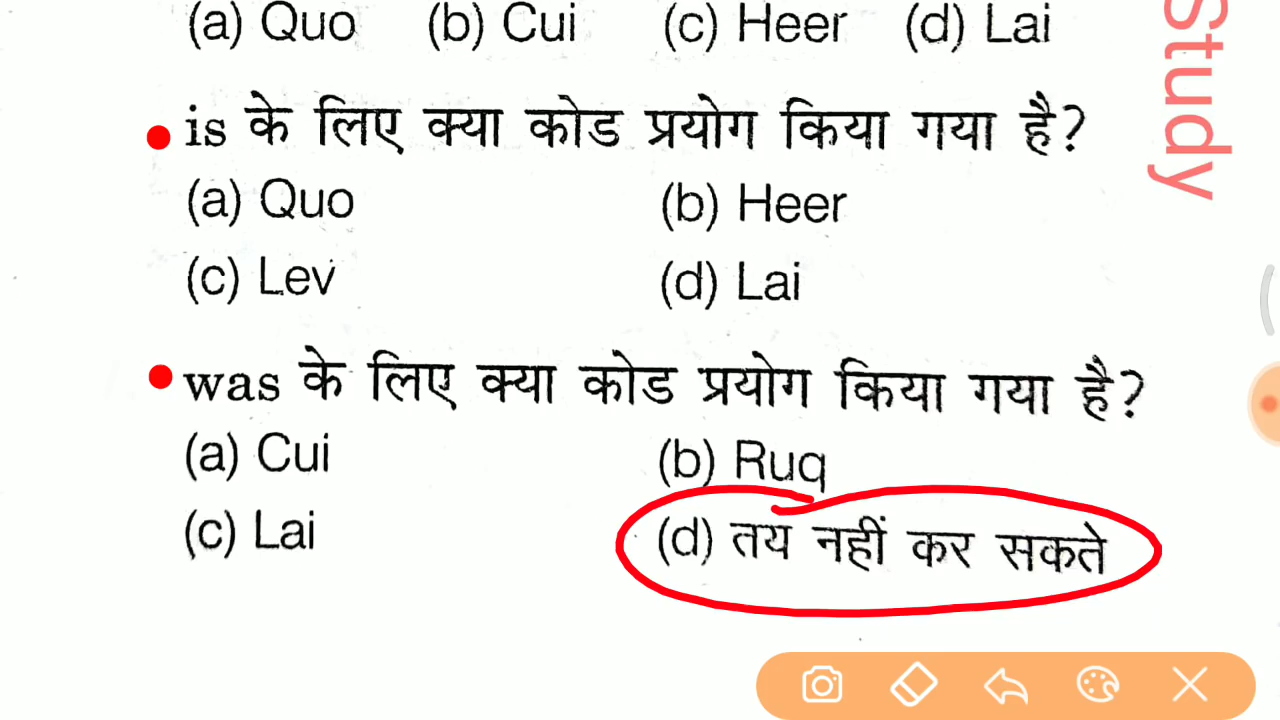 (a) Quo (b) Cui (c) Heer (d) Lai
is के लिए क्या कोड प्रयोग किया गया है?
(a) Quo (b) Heer
(c) Lev (d) Lai
was के लिए क्या कोड प्रयोग किया गया है?
(a) Cui (b) Ruq
(c) Lai (d) तय नहीं कर सकते
Study